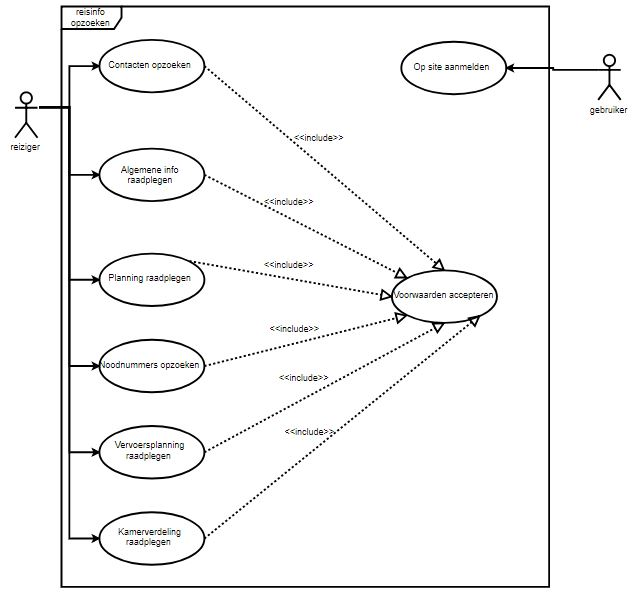 reisinfo
opzoeken
Contacten opzoeken
Op site aanmelden
reiziger
gebruiker
<<include>>
Algemene info
raadplegen
<<include>>
Planning raadplegen
<<include>>
Voorwaarden accepteren
<<include>>
Noodnummers opzoeken
<<include>>
Vervoersplanning
raadplegen
<<include>>
Kamerverdeling
raadplegen